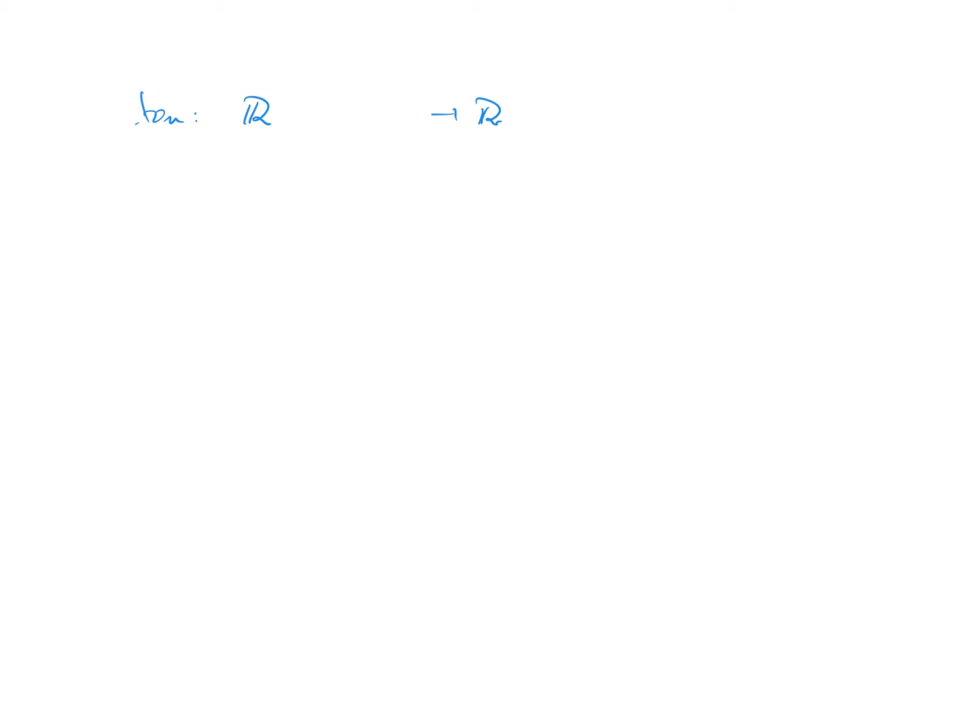 tan: ℝ → ℝ